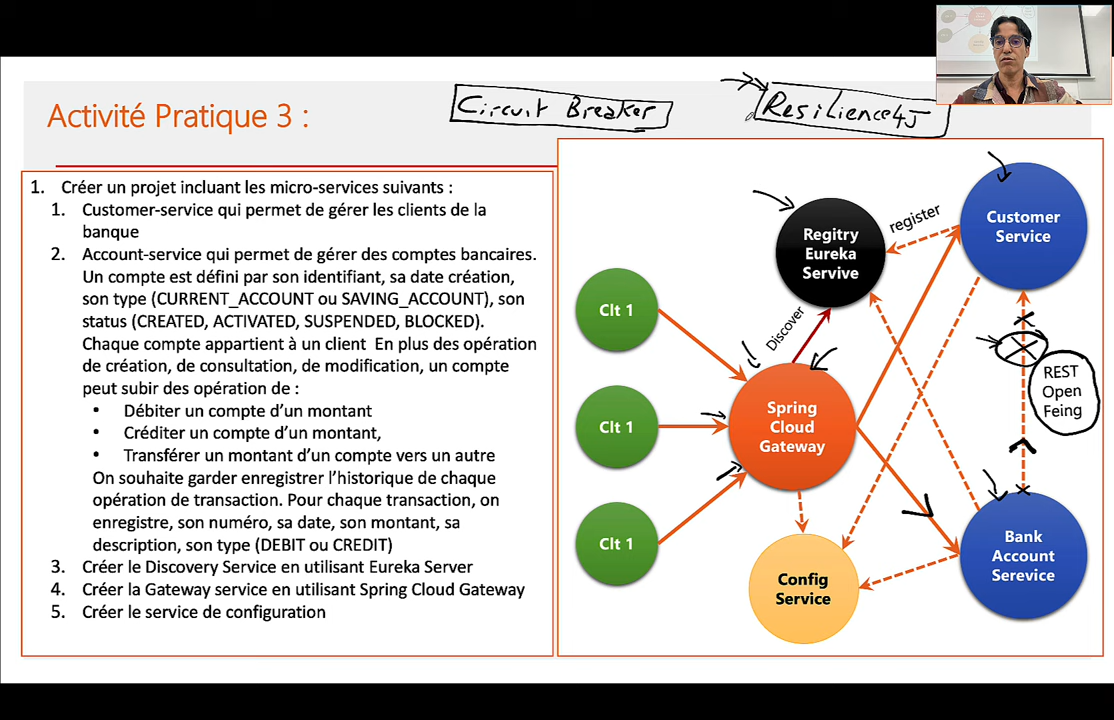 Circuit Breaker
Resilience4J
Activité Pratique 3 :
1. Créer un projet incluant les micro-services suivants :
1. Customer-service qui permet de gérer les clients de la
banque
2. Account-service qui permet de gérer des comptes bancaires.
Un compte est défini par son identifiant, sa date création,
son type (CURRENT_ACCOUNT ou SAVING_ACCOUNT), son
status (CREATED, ACTIVATED, SUSPENDED, BLOCKED).
Chaque compte appartient à un client En plus des opération
de création, de consultation, de modification, un compte
peut subir des opération de :
• Débiter un compte d'un montant
• Créditer un compte d'un montant,
• Transférer un montant d'un compte vers un autre
On souhaite garder enregistrer l'historique de chaque
opération de transaction. Pour chaque transaction, on
enregistre, son numéro, sa date, son montant, sa
description, son type (DEBIT ou CREDIT)
3. Créer le Discovery Service en utilisant Eureka Server
4. Créer la Gateway service en utilisant Spring Cloud Gateway
5. Créer le service de configuration
Clt 1
Clt 1
Clt 1
Regitry
Eureka
Servive
register
Customer
Service
Discover
Spring
Cloud
Gateway
REST
Open
Feing
Config
Service
Bank
Account
Serevice